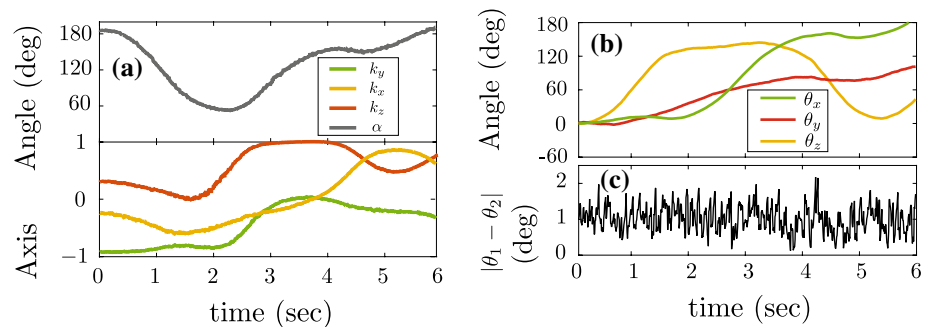 Angle (deg)
180
120
60
(a)
k_y
k_x
k_z
α
Axis
1
0
−1
0
1
2
3
4
5
6
time (sec)
Angle (deg)
180
120
60
0
-60
(b)
θ_x
θ_y
θ_z
|θ_1 − θ_2|
(deg)
2
1
0
(c)
0
1
2
3
4
5
6
time (sec)